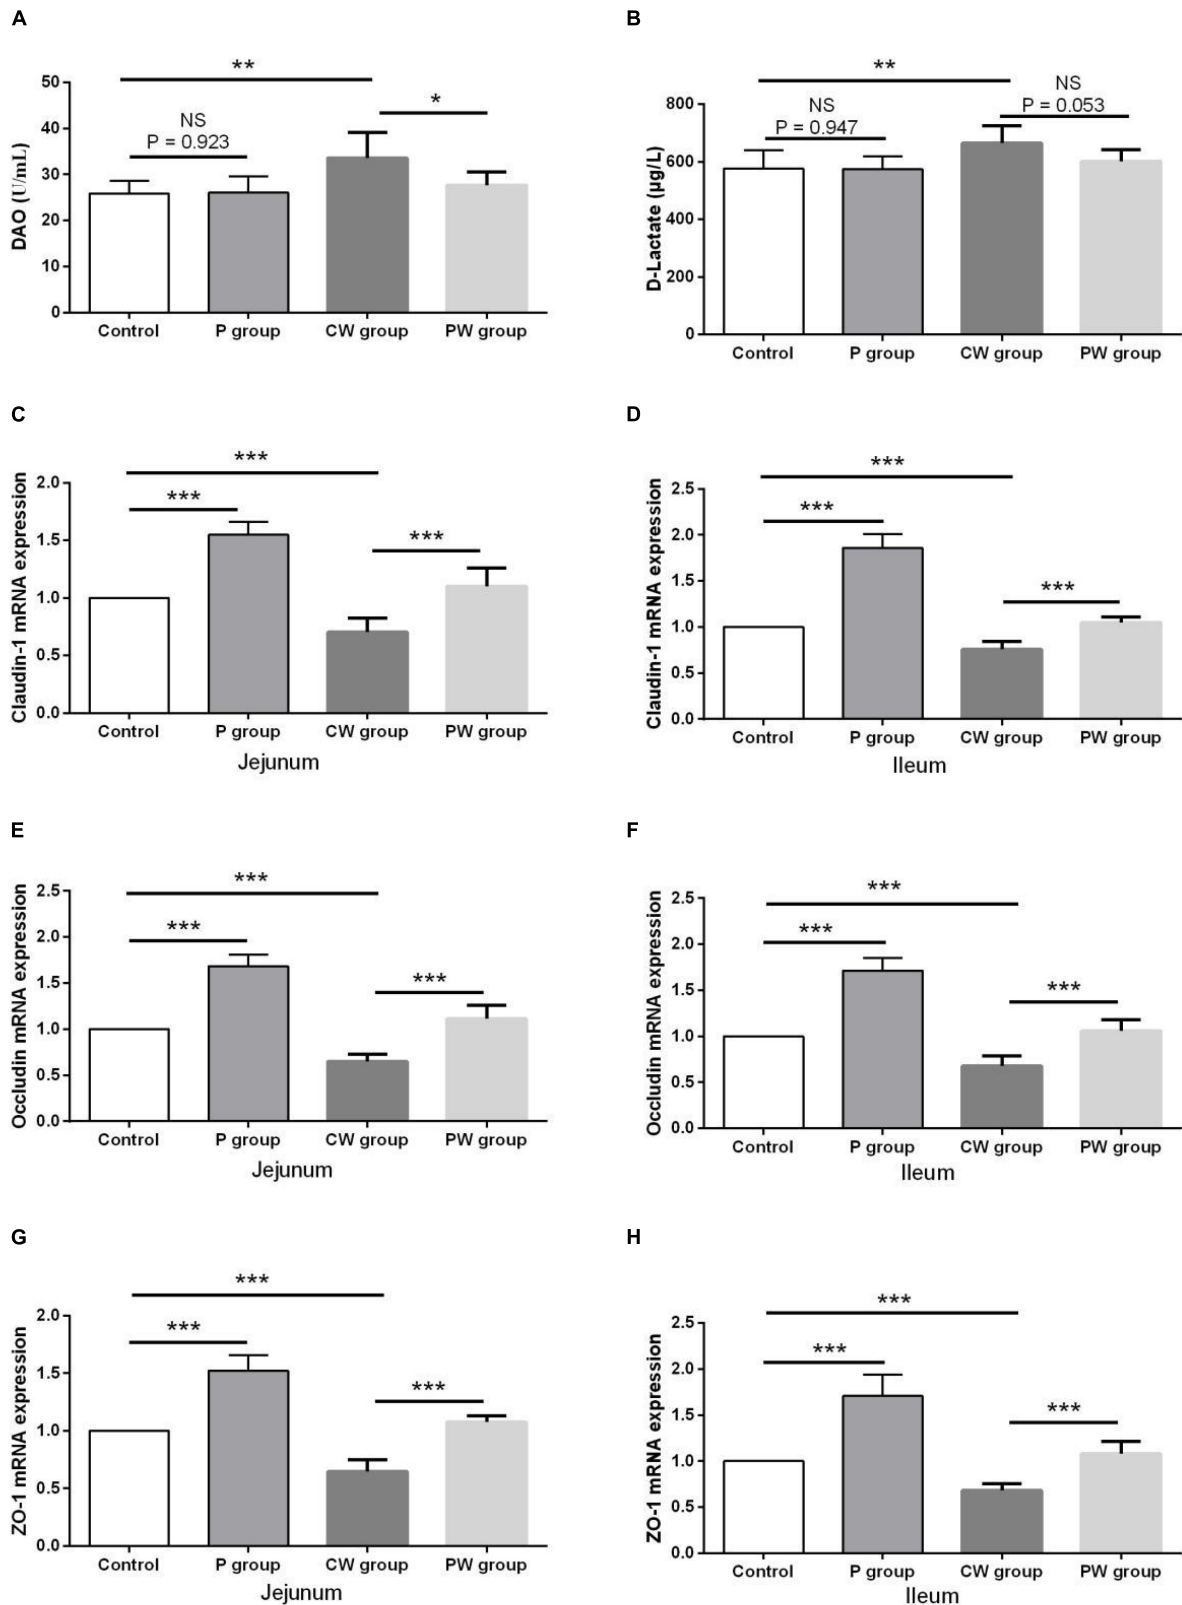 A
**
*
NS
P = 0.923
50
40
30
20
10
0
DAO (U/mL)
Control
P group
CW group
PW group
B
**
NS
P = 0.053
NS
P = 0.947
800
600
400
200
0
D-Lactate (µg/L)
Control
P group
CW group
PW group
C
***
***
***
2.0
1.5
1.0
0.5
0.0
Claudin-1 mRNA expression
Control
P group
CW group
PW group
Jejunum
D
***
***
***
2.5
2.0
1.5
1.0
0.5
0.0
Claudin-1 mRNA expression
Control
P group
CW group
PW group
Ileum
E
***
***
***
2.5
2.0
1.5
1.0
0.5
0.0
Occludin mRNA expression
Control
P group
CW group
PW group
Jejunum
F
***
***
***
2.5
2.0
1.5
1.0
0.5
0.0
Occludin mRNA expression
Control
P group
CW group
PW group
Ileum
G
***
***
***
2.0
1.5
1.0
0.5
0.0
ZO-1 mRNA expression
Control
P group
CW group
PW group
Jejunum
H
***
***
***
2.5
2.0
1.5
1.0
0.5
0.0
ZO-1 mRNA expression
Control
P group
CW group
PW group
Ileum